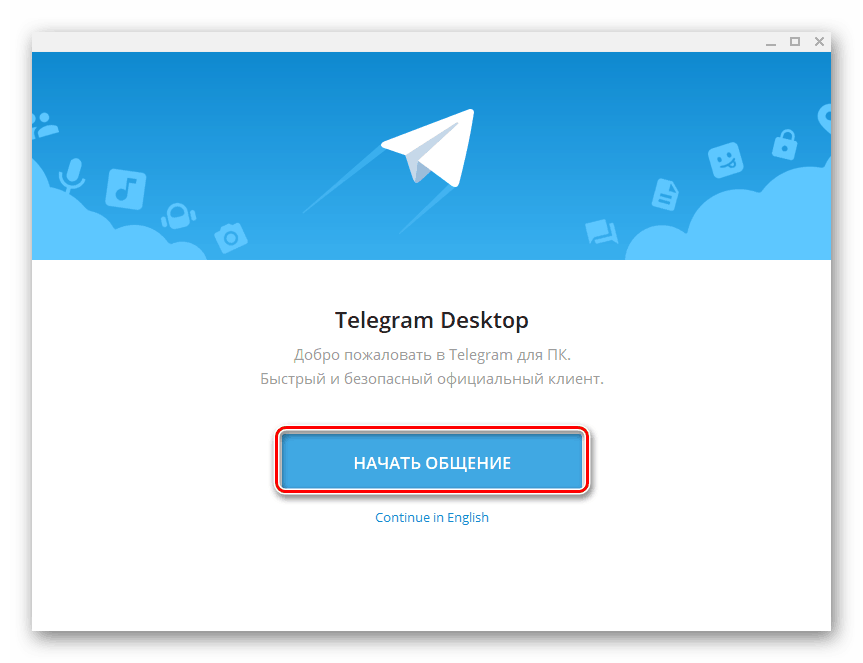 Telegram Desktop
Добро пожаловать в Telegram для ПК.
Быстрый и безопасный официальный клиент.
НАЧАТЬ ОБЩЕНИЕ
Continue in English